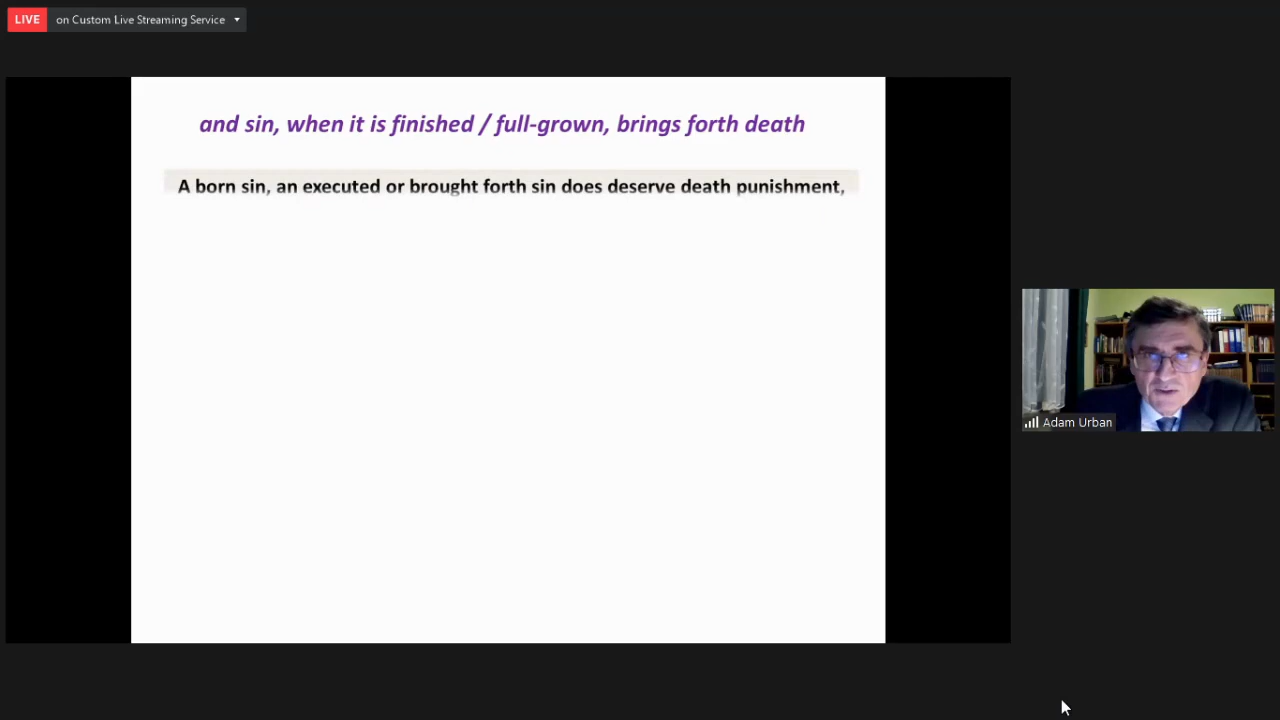 LIVE on Custom Live Streaming Service
and sin, when it is finished / full-grown, brings forth death
A born sin, an executed or brought forth sin does deserve death punishment,
Adam Urban